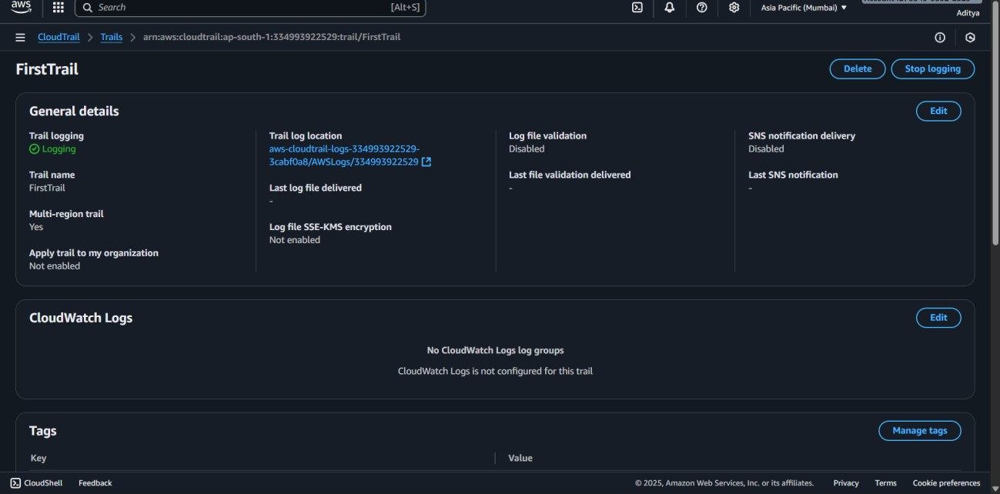 aws
Search [Alt+S]
Asia Pacific (Mumbai)
Aditya
CloudTrail > Trails > arn:aws:cloudtrail:ap-south-1:334993922529:trail/FirstTrail
FirstTrail
Delete
Stop logging
General details
Edit
Trail logging
Logging
Trail name
FirstTrail
Multi-region trail
Yes
Apply trail to my organization
Not enabled
Trail log location
aws-cloudtrail-logs-334993922529-
3cabf0a8/AWSLogs/334993922529
Last log file delivered
-
Log file SSE-KMS encryption
Not enabled
Log file validation
Disabled
Last file validation delivered
-
SNS notification delivery
Disabled
Last SNS notification
-
CloudWatch Logs
Edit
No CloudWatch Logs log groups
CloudWatch Logs is not configured for this trail
Tags
Manage tags
Key Value
CloudShell Feedback © 2025, Amazon Web Services, Inc. or its affiliates. Privacy Terms Cookie preferences